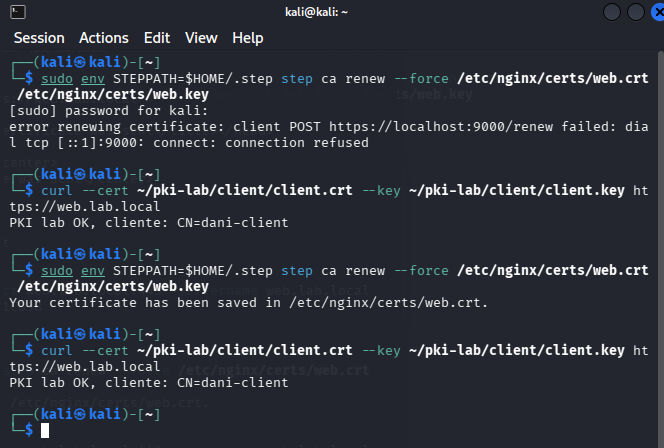 kali@kali: ~
Session Actions Edit View Help
┌──(kali㉿kali)-[~]
└─$ sudo env STEPPATH=$HOME/.step step ca renew --force /etc/nginx/certs/web.crt
/etc/nginx/certs/web.key
[sudo] password for kali:
error renewing certificate: client POST https://localhost:9000/renew failed: dia
l tcp [::1]:9000: connect: connection refused
┌──(kali㉿kali)-[~]
└─$ curl --cert ~/pki-lab/client/client.crt --key ~/pki-lab/client/client.key ht
tps://web.lab.local
PKI lab OK, cliente: CN=dani-client
┌──(kali㉿kali)-[~]
└─$ sudo env STEPPATH=$HOME/.step step ca renew --force /etc/nginx/certs/web.crt
/etc/nginx/certs/web.key
Your certificate has been saved in /etc/nginx/certs/web.crt.
┌──(kali㉿kali)-[~]
└─$ curl --cert ~/pki-lab/client/client.crt --key ~/pki-lab/client/client.key ht
tps://web.lab.local
PKI lab OK, cliente: CN=dani-client
┌──(kali㉿kali)-[~]
└─$